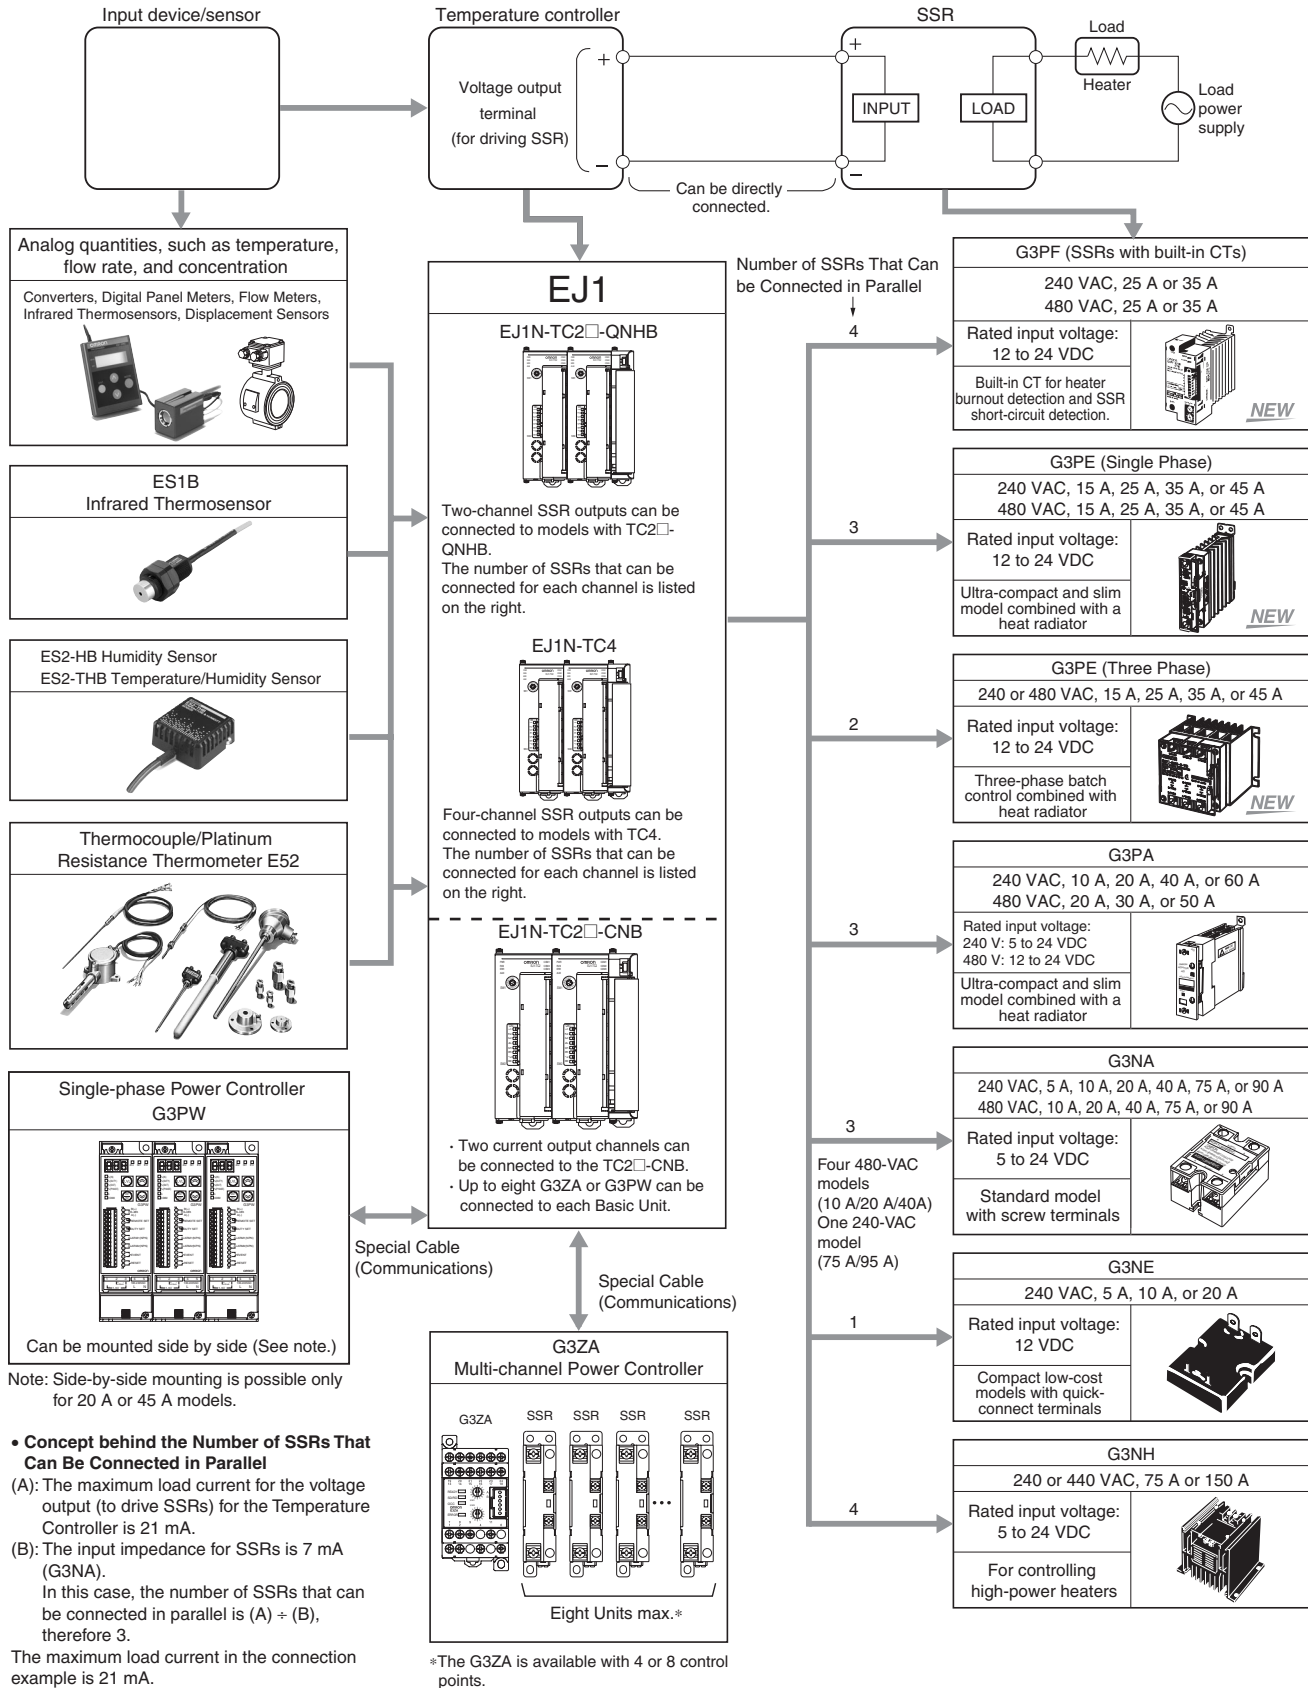 Input device/sensor
Temperature controller
SSR
Voltage output
terminal
(for driving SSR)
+
−
Can be directly
connected.
+
−
INPUT
LOAD
Load
Heater
Load
power
supply
Analog quantities, such as temperature,
flow rate, and concentration
Converters, Digital Panel Meters, Flow Meters,
Infrared Thermosensors, Displacement Sensors
ES1B
Infrared Thermosensor
ES2-HB Humidity Sensor
ES2-THB Temperature/Humidity Sensor
Thermocouple/Platinum
Resistance Thermometer E52
Single-phase Power Controller
G3PW
Can be mounted side by side (See note.)
Note: Side-by-side mounting is possible only
for 20 A or 45 A models.
• Concept behind the Number of SSRs That
Can Be Connected in Parallel
(A): The maximum load current for the voltage
output (to drive SSRs) for the Temperature
Controller is 21 mA.
(B): The input impedance for SSRs is 7 mA
(G3NA).
In this case, the number of SSRs that can
be connected in parallel is (A) ÷ (B),
therefore 3.
The maximum load current in the connection
example is 21 mA.
EJ1
EJ1N-TC2□-QNHB
Two-channel SSR outputs can be
connected to models with TC2□-
QNHB.
The number of SSRs that can be
connected for each channel is listed
on the right.
EJ1N-TC4
Four-channel SSR outputs can be
connected to models with TC4.
The number of SSRs that can be
connected for each channel is listed
on the right.
EJ1N-TC2□-CNB
· Two current output channels can
be connected to the TC2□-CNB.
· Up to eight G3ZA or G3PW can be
connected to each Basic Unit.
Special Cable
(Communications)
Special Cable
(Communications)
G3ZA
Multi-channel Power Controller
G3ZA
SSR
SSR
SSR
SSR
Eight Units max.*
*The G3ZA is available with 4 or 8 control
points.
Number of SSRs That Can
be Connected in Parallel
4
G3PF (SSRs with built-in CTs)
240 VAC, 25 A or 35 A
480 VAC, 25 A or 35 A
Rated input voltage:
12 to 24 VDC
Built-in CT for heater
burnout detection and SSR
short-circuit detection.
NEW
3
G3PE (Single Phase)
240 VAC, 15 A, 25 A, 35 A, or 45 A
480 VAC, 15 A, 25 A, 35 A, or 45 A
Rated input voltage:
12 to 24 VDC
Ultra-compact and slim
model combined with a
heat radiator
NEW
2
G3PE (Three Phase)
240 or 480 VAC, 15 A, 25 A, 35 A, or 45 A
Rated input voltage:
12 to 24 VDC
Three-phase batch
control combined with
heat radiator
NEW
3
G3PA
240 VAC, 10 A, 20 A, 40 A, or 60 A
480 VAC, 20 A, 30 A, or 50 A
Rated input voltage:
240 V: 5 to 24 VDC
480 V: 12 to 24 VDC
Ultra-compact and slim
model combined with a
heat radiator
3
Four 480-VAC
models
(10 A/20 A/40A)
One 240-VAC
model
(75 A/95 A)
G3NA
240 VAC, 5 A, 10 A, 20 A, 40 A, 75 A, or 90 A
480 VAC, 10 A, 20 A, 40 A, 75 A, or 90 A
Rated input voltage:
5 to 24 VDC
Standard model
with screw terminals
1
G3NE
240 VAC, 5 A, 10 A, or 20 A
Rated input voltage:
12 VDC
Compact low-cost
models with quick-
connect terminals
4
G3NH
240 or 440 VAC, 75 A or 150 A
Rated input voltage:
5 to 24 VDC
For controlling
high-power heaters